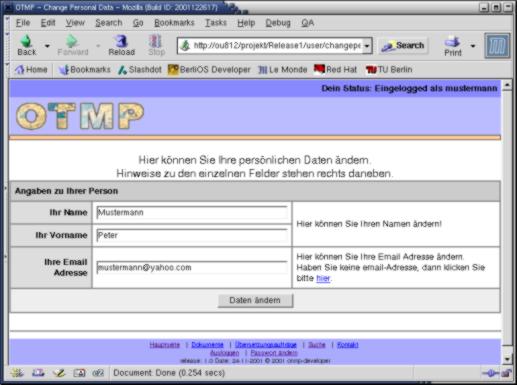 OTMP - Change Personal Data - Mozilla {Build ID: 2001122617}
File Edit View Search Go Bookmarks Tasks Help Debug QA
Back Forward Reload Stop http://ou812/projekt/Release1/user/changepe Search Print
Home Bookmarks Slashdot BerliOS Developer Le Monde Red Hat TU Berlin
Dein Status: Eingelogged als mustermann
OTMP
Hier können Sie Ihre persönlichen Daten ändern.
Hinweise zu den einzelnen Felder stehen rechts daneben.
Angaben zu Ihrer Person
Ihr Name Mustermann
Hier können Sie Ihren Namen ändern!
Ihr Vorname Peter
Ihre Email Adresse mustermann@yahoo.com
Hier können Sie Ihre Email Adresse ändern.
Haben Sie keine email-Adresse, dann klicken Sie
bitte hier.
Daten ändern
Hauptseite | Dokumente | Übersetzungsaufträge | Suche | Kontakt
Ausloggen | Passwort ändern
release: 1.0 Date: 24-11-2001 © 2001 otmp-developer
Document: Done (0.254 secs)